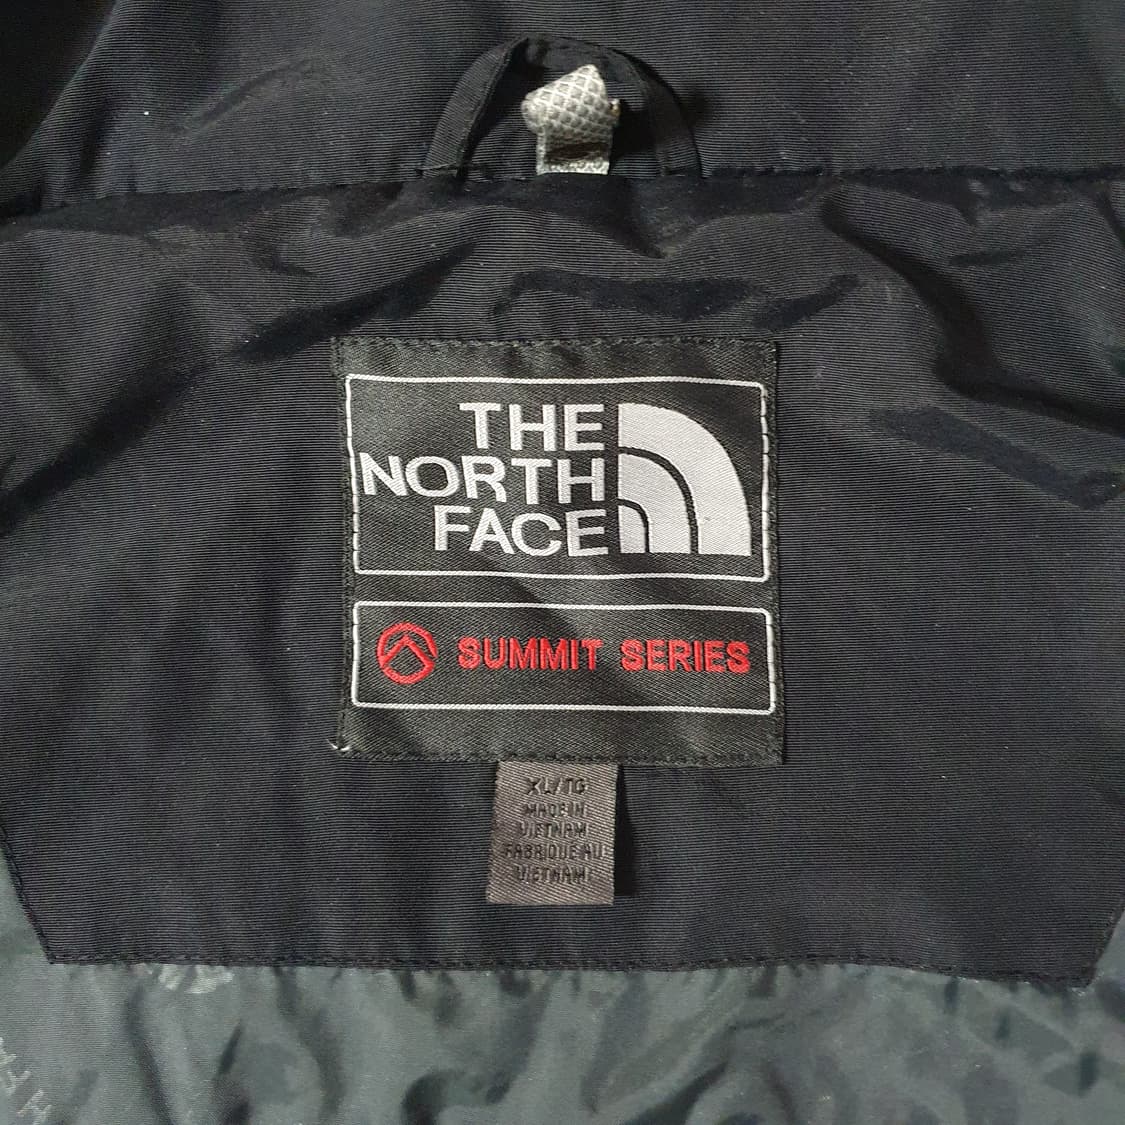 THE
NORTH
FACE
SUMMIT SERIES
XL/TG
MADE IN
VIETNAM
FABRIQUE AU
VIETNAM